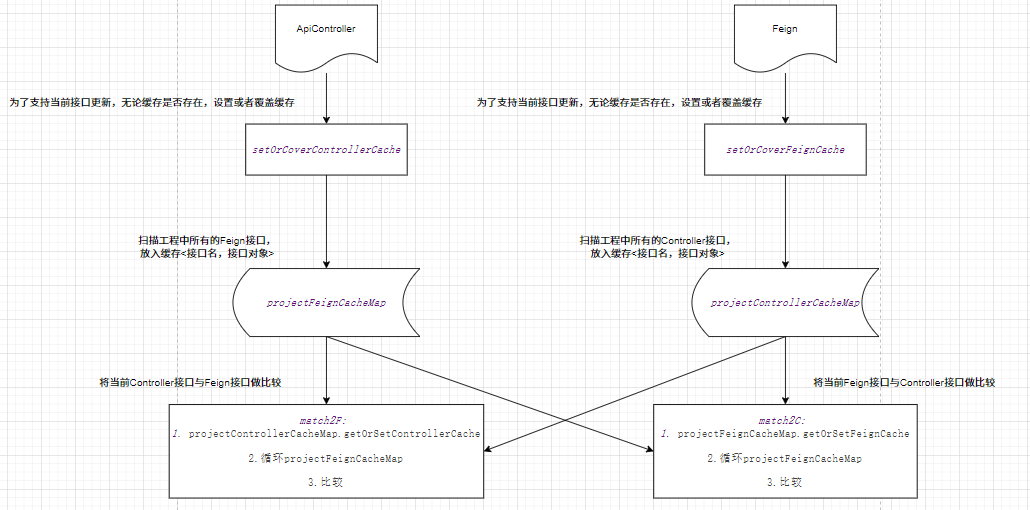 ApiController
Feign
为了支持当前接口更新，无论缓存是否存在，设置或者覆盖缓存
为了支持当前接口更新，无论缓存是否存在，设置或者覆盖缓存
setOrCoverControllerCache
setOrCoverFeignCache
扫描工程中所有的Feign接口，
放入缓存<接口名，接口对象>
扫描工程中所有的Controller接口，
放入缓存<接口名，接口对象>
projectFeignCacheMap
projectControllerCacheMap
将当前Controller接口与Feign接口做比较
将当前Feign接口与Controller接口做比较
match2F:
1. projectControllerCacheMap.getOrSetControllerCache
2.循环projectFeignCacheMap
3.比较
match2C:
1. projectFeignCacheMap.getOrSetFeignCache
2.循环projectFeignCacheMap
3.比较